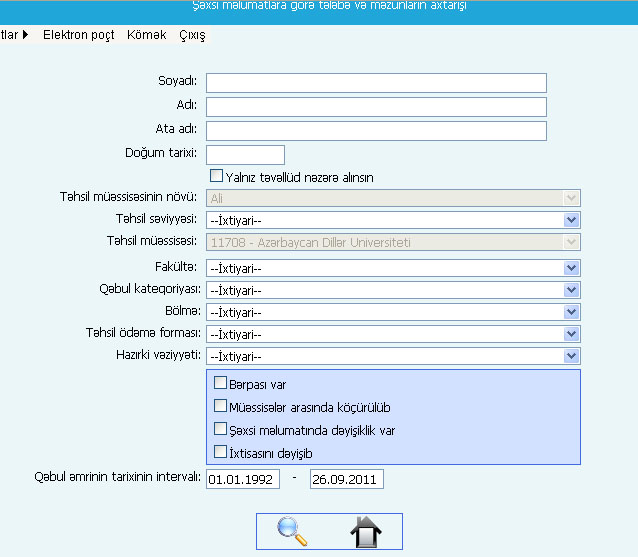 Şəxsi məlumatlara görə tələbə və məzunların axtarişı
tlar Elektron poçt Kömək Çıxış
Soyadı:
Adı:
Ata adı:
Doğum tarixi:
Yalnız təvəllüd nəzərə alınsın
Təhsil müəssisəsinin növü: Ali
Təhsil səviyyəsi: --İxtiyari--
Təhsil müəssisəsi: 11708 - Azərbaycan Dillər Universiteti
Fakültə: --İxtiyari--
Qəbul kateqoriyası: --İxtiyari--
Bölmə: --İxtiyari--
Təhsil ödəmə forması: --İxtiyari--
Hazırki vəziyyəti: --İxtiyari--
Bərpası var
Müəssisələr arasında köçürülüb
Şəxsi məlumatında dəyişiklik var
İxtisasını dəyişib
Qəbul əmrinin tarixinin intervalı: 01.01.1992 - 26.09.2011